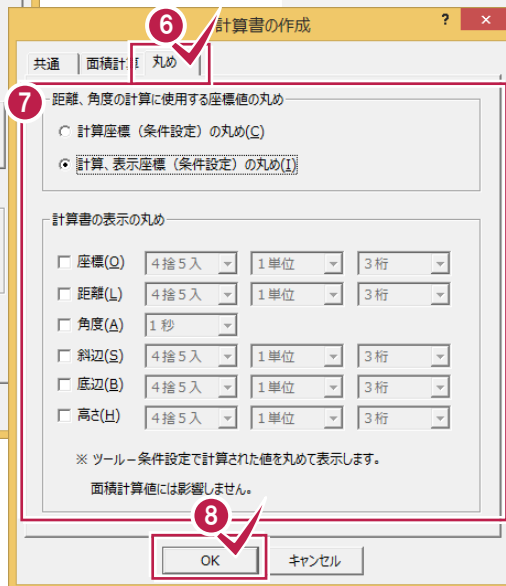 6
計算書の作成
? ×
共通 面積計算 丸め
7
距離、角度の計算に使用する座標値の丸め
計算座標（条件設定）の丸め(C)
計算、表示座標（条件設定）の丸め(I)
計算書の表示の丸め
座標(O) 4捨5入 1単位 3桁
距離(L) 4捨5入 1単位 3桁
角度(A) 1秒
斜辺(S) 4捨5入 1単位 3桁
底辺(B) 4捨5入 1単位 3桁
高さ(H) 4捨5入 1単位 3桁
※ ツール－条件設定で計算された値を丸めて表示します。
面積計算値には影響しません。
8
OK キャンセル